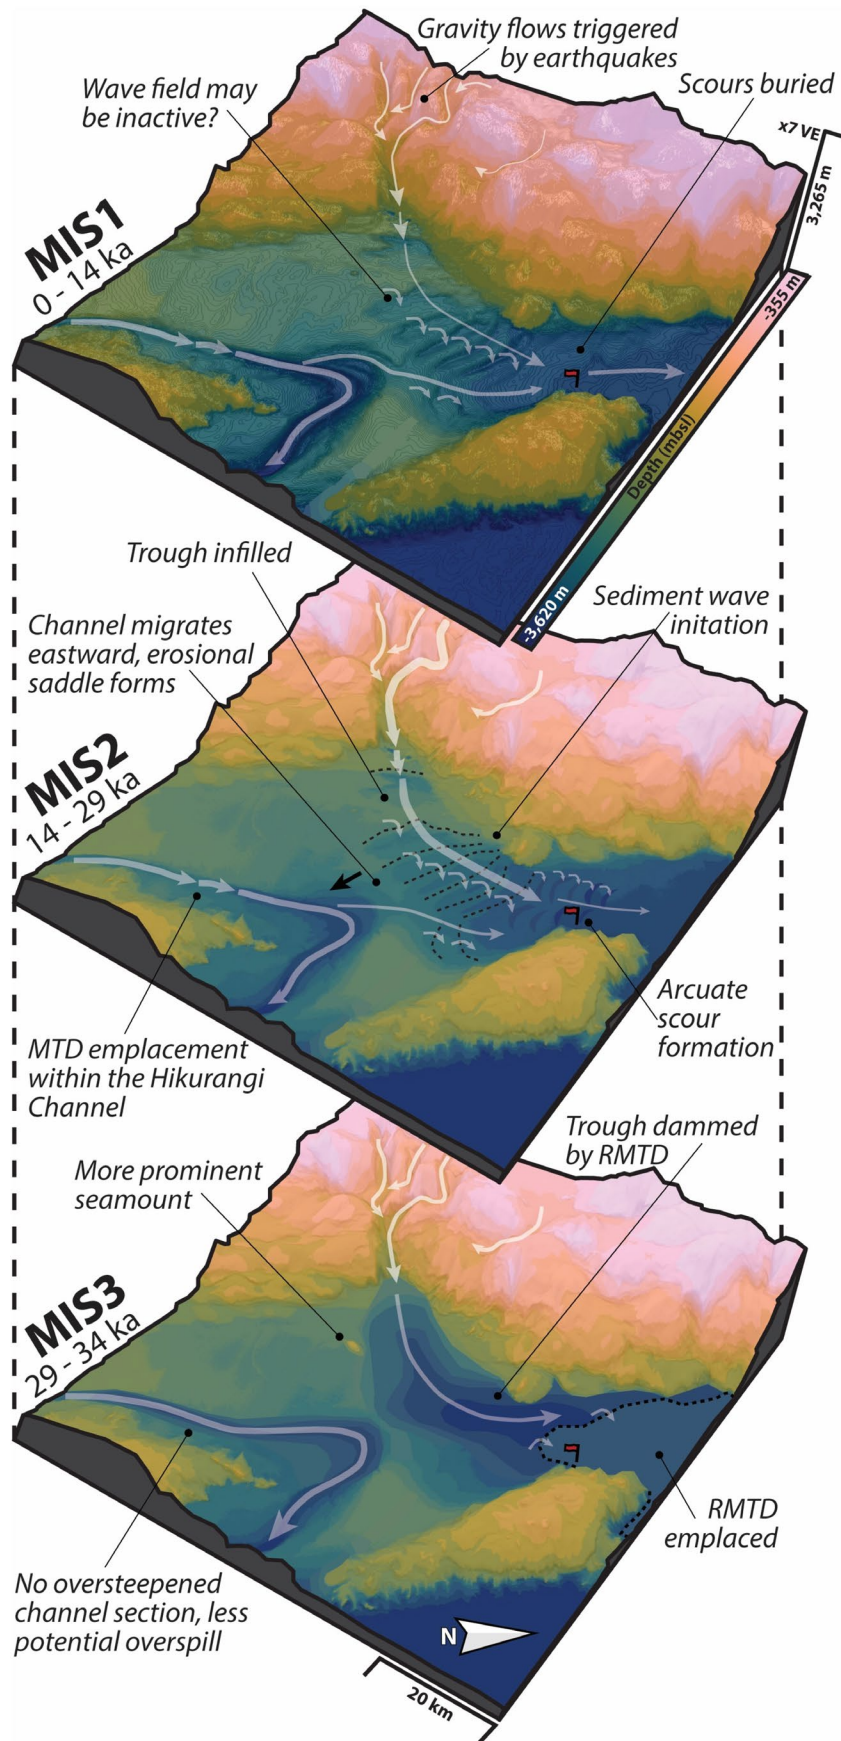 Gravity flows triggered
by earthquakes
Wave field may
be inactive?
Scours buried
x7 VE
3,265 m
MIS1
0 - 14 ka
-355 m
Depth (mbsl)
-3,620 m
Trough infilled
Channel migrates
eastward, erosional
saddle forms
Sediment wave
initation
MIS2
14 - 29 ka
MTD emplacement
within the Hikurangi
Channel
Arcuate
scour
formation
Trough dammed
by RMTD
More prominent
seamount
MIS3
29 - 34 ka
RMTD
emplaced
No oversteepened
channel section, less
potential overspill
N
20 km